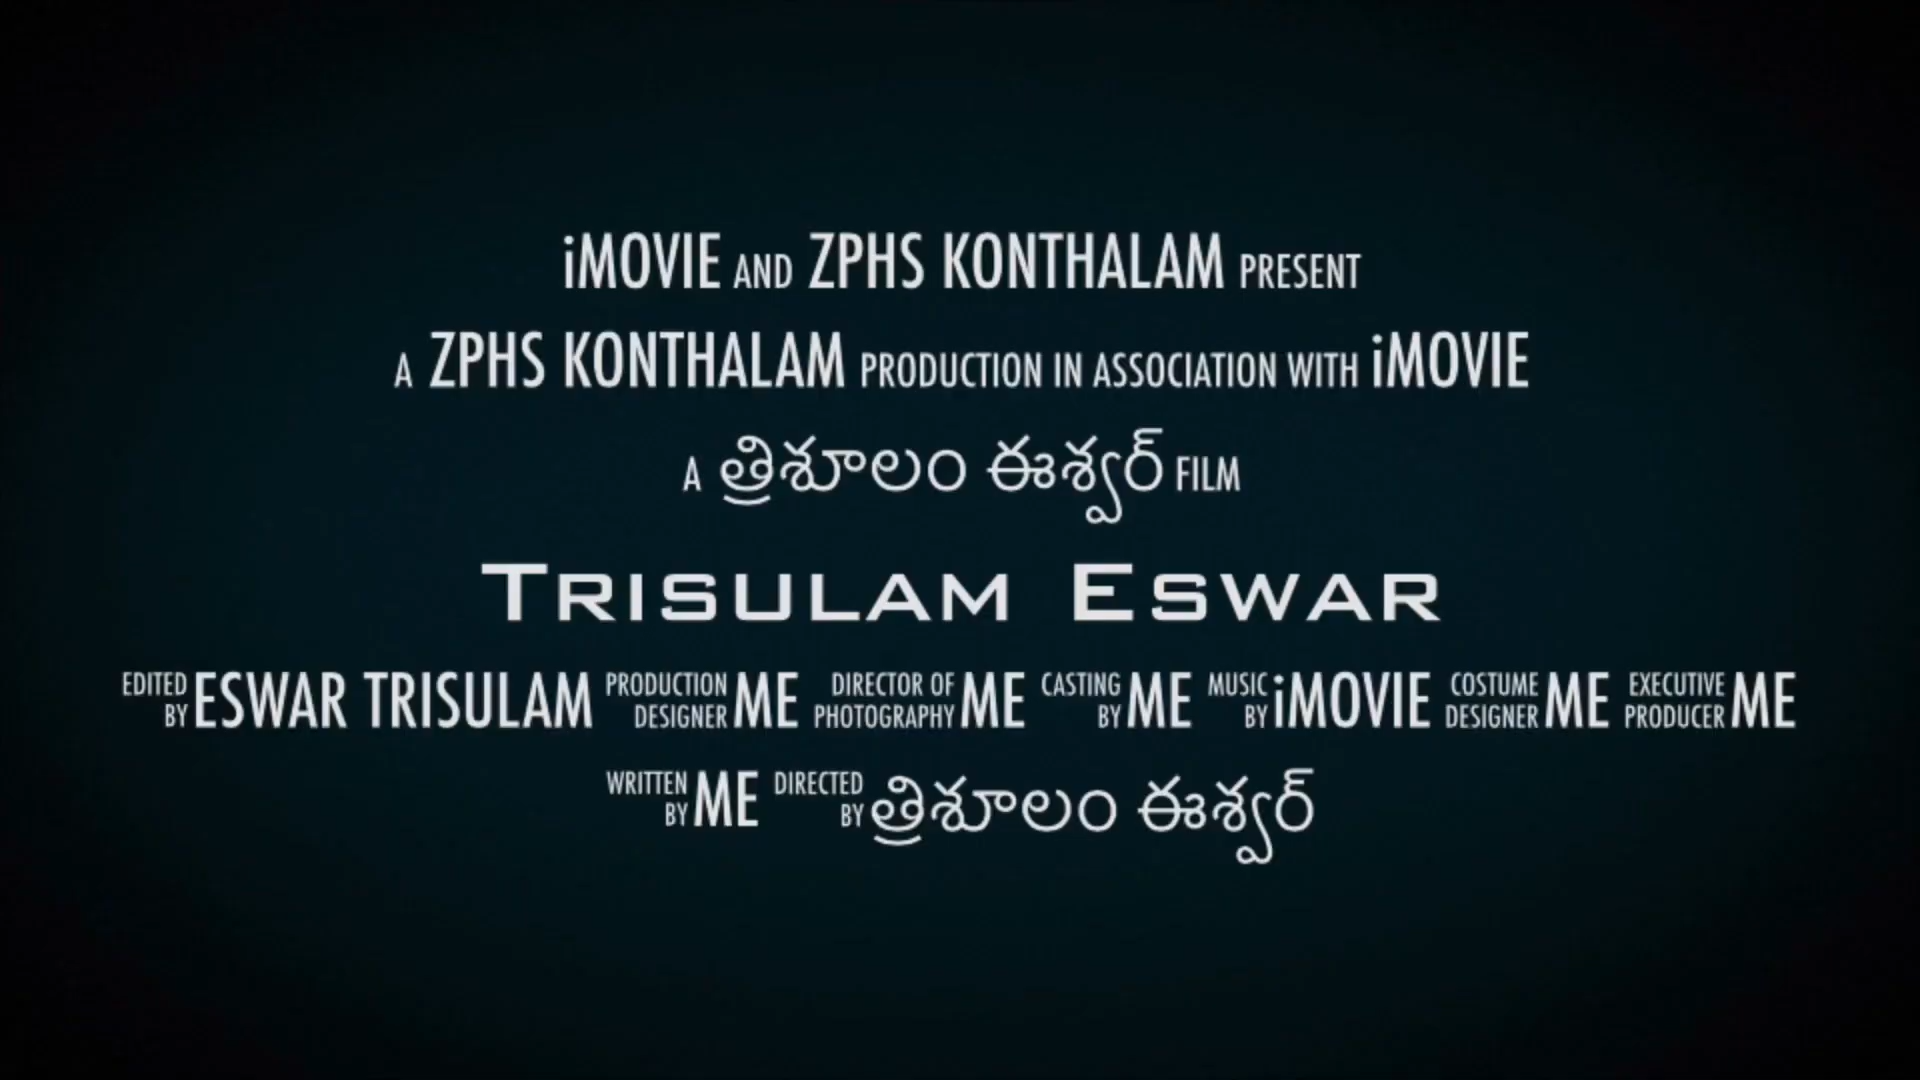 iMOVIE AND ZPHS KONTHALAM PRESENT
A ZPHS KONTHALAM PRODUCTION IN ASSOCIATION WITH iMOVIE
A త్రిశూలం ఈశ్వర్ FILM
TRISULAM ESWAR
EDITED BY ESWAR TRISULAM PRODUCTION DESIGNER ME DIRECTOR OF PHOTOGRAPHY ME CASTING BY ME MUSIC BY iMOVIE COSTUME DESIGNER ME EXECUTIVE PRODUCER ME
WRITTEN BY ME DIRECTED BY త్రిశూలం ఈశ్వర్